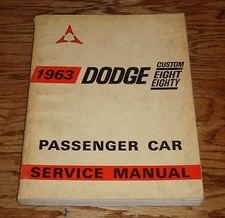 1963 DODGE CUSTOM
EIGHT
EIGHTY
PASSENGER CAR
SERVICE MANUAL